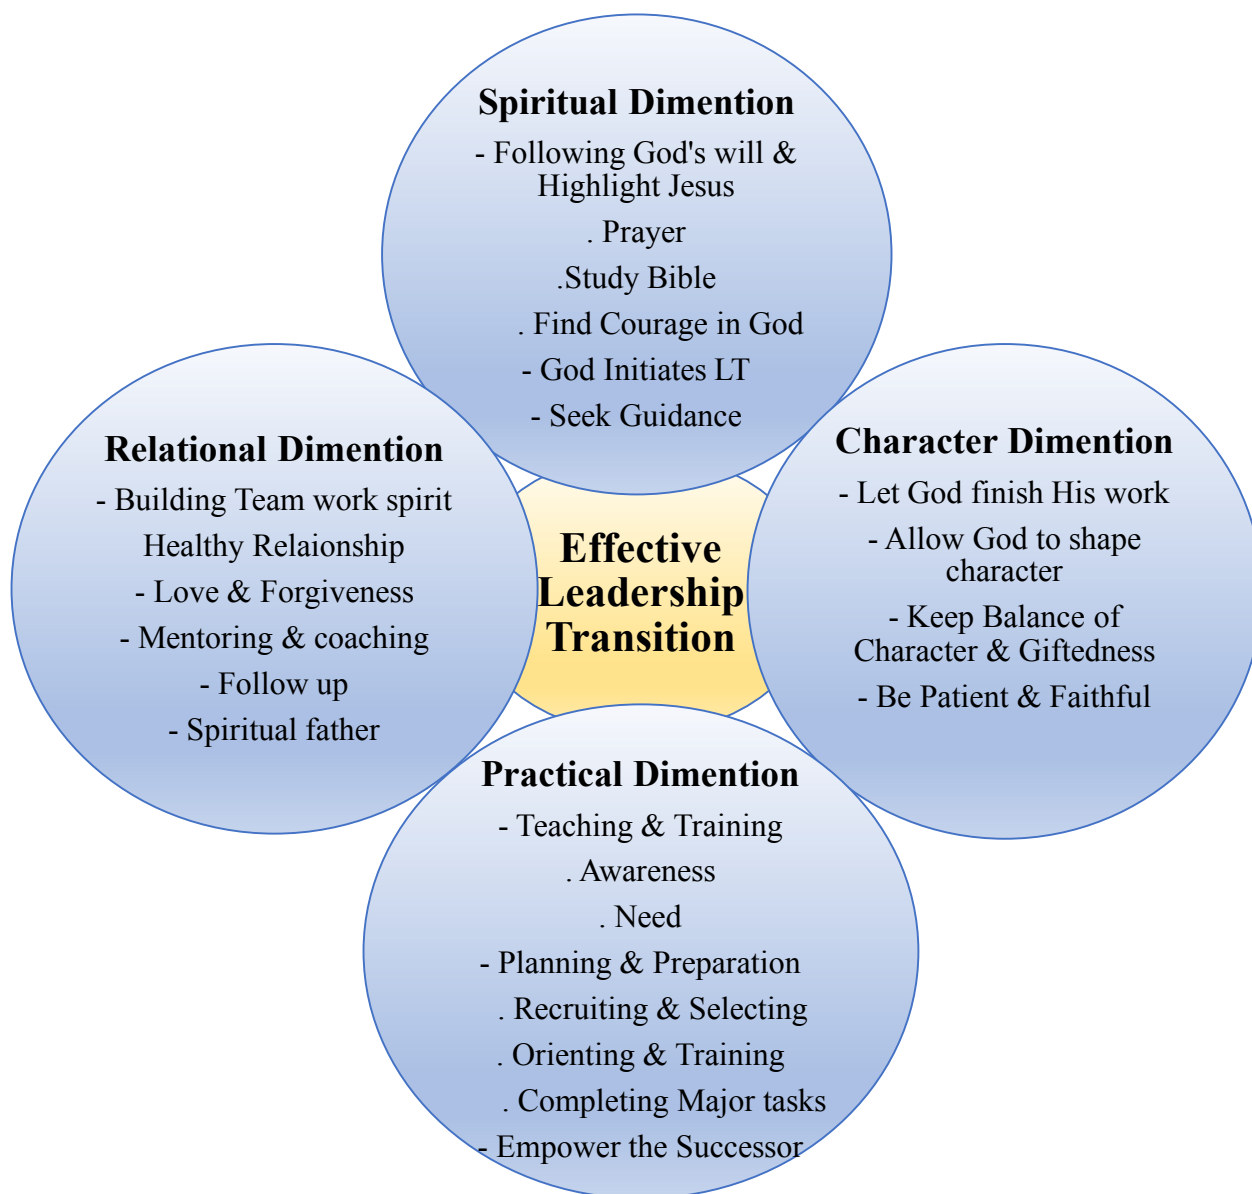 Spiritual Dimention
- Following God's will &
Highlight Jesus
. Prayer
.Study Bible
. Find Courage in God
- God Initiates LT
- Seek Guidance
Relational Dimention
- Building Team work spirit
Healthy Relaionship
- Love & Forgiveness
- Mentoring & coaching
- Follow up
- Spiritual father
Effective
Leadership
Transition
Character Dimention
- Let God finish His work
- Allow God to shape
character
- Keep Balance of
Character & Giftedness
- Be Patient & Faithful
Practical Dimention
- Teaching & Training
. Awareness
. Need
- Planning & Preparation
. Recruiting & Selecting
. Orienting & Training
. Completing Major tasks
- Empower the Successor